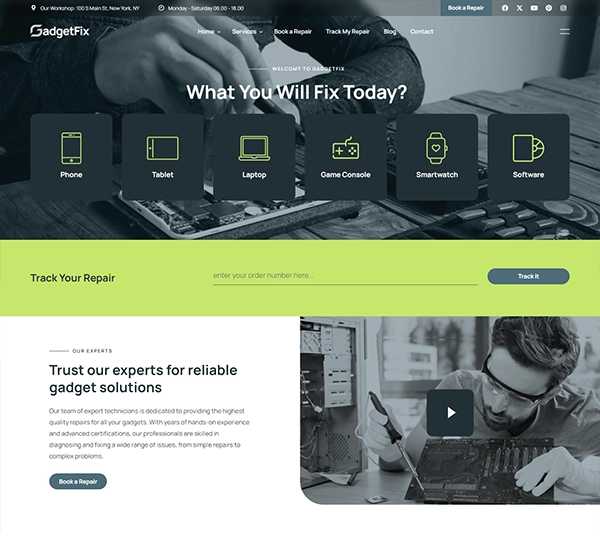 Our Workshop: 100 S Main St, New York, NY
Monday - Saturday 08.00 - 18.00
Book a Repair
GadgetFix
Home
Services
Book a Repair
Track My Repair
Blog
Contact
WELCOMT TO GADGETFIX
What You Will Fix Today?
Phone
Tablet
Laptop
Game Console
Smartwatch
Software
Track Your Repair
enter your order number here...
Track It
OUR EXPERTS
Trust our experts for reliable
gadget solutions
Our team of expert technicians is dedicated to providing the highest
quality repairs for all your gadgets. With years of hands-on experience
and advanced certifications, our professionals are skilled in
diagnosing and fixing a wide range of issues, from simple repairs to
complex problems.
Book a Repair